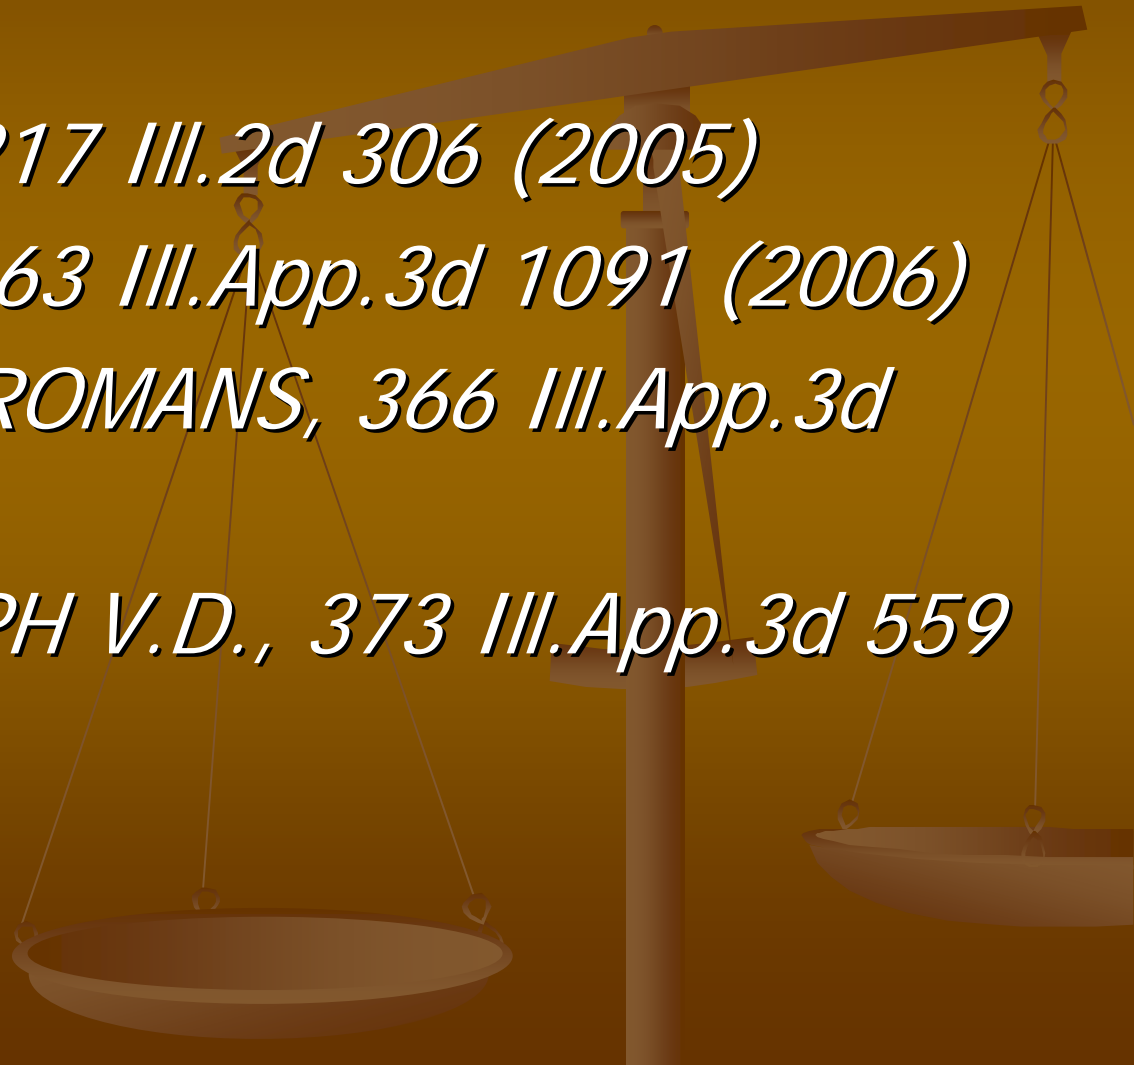 217 Ill.2d 306 (2005)
63 Ill.App.3d 1091 (2006)
ROMANS, 366 Ill.App.3d
PH V.D., 373 Ill.App.3d 559